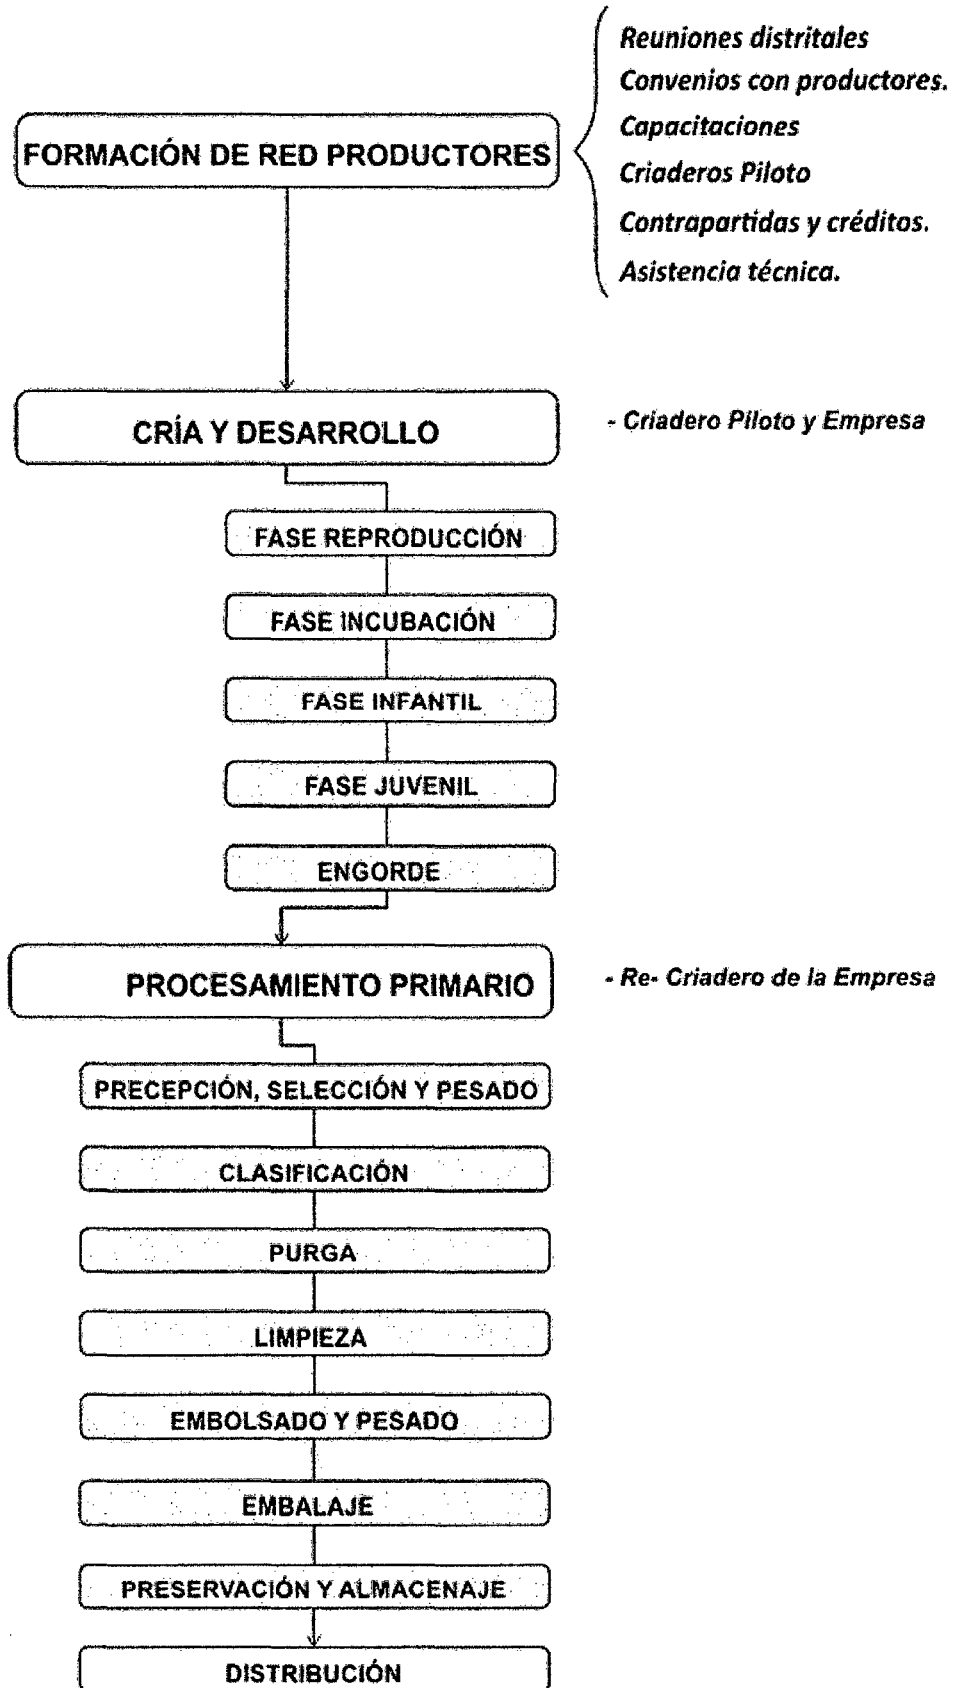 Reuniones distritales
Convenios con productores.
FORMACIÓN DE RED PRODUCTORES
Capacitaciones
Criaderos Piloto
Contrapartidas y créditos.
Asistencia técnica.
CRÍA Y DESARROLLO
- Criadero Piloto y Empresa
FASE REPRODUCCIÓN
FASE INCUBACIÓN
FASE INFANTIL
FASE JUVENIL
ENGORDE
PROCESAMIENTO PRIMARIO
- Re- Criadero de la Empresa
PRECEPCIÓN, SELECCIÓN Y PESADO
CLASIFICACIÓN
PURGA
LIMPIEZA
EMBOLSADO Y PESADO
EMBALAJE
PRESERVACIÓN Y ALMACENAJE
DISTRIBUCIÓN